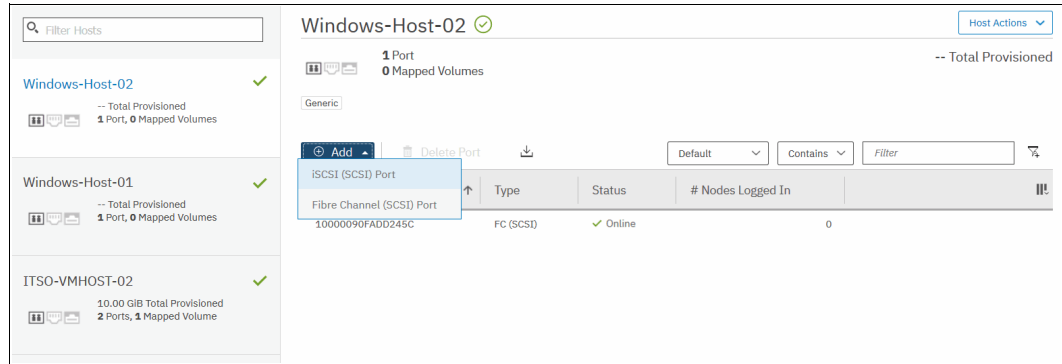 Filter Hosts
Windows-Host-02
-- Total Provisioned
1 Port, 0 Mapped Volumes
Windows-Host-01
-- Total Provisioned
1 Port, 0 Mapped Volumes
ITSO-VMHOST-02
10.00 GiB Total Provisioned
2 Ports, 1 Mapped Volume
Windows-Host-02
Host Actions
1 Port
0 Mapped Volumes
-- Total Provisioned
Generic
Add
Delete Port
Default
Contains
Filter
iSCSI (SCSI) Port
Fibre Channel (SCSI) Port
Type
Status
# Nodes Logged In
10000090FADD245C
FC (SCSI)
Online
0